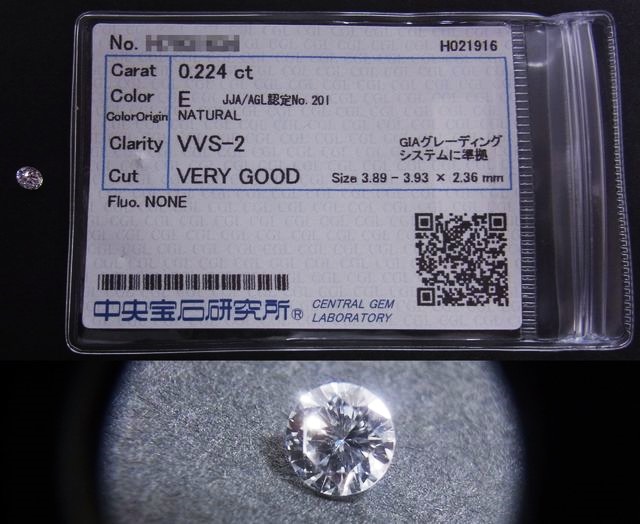 No.
H021916
Carat 0.224 ct
Color E JJA/AGL認定No.201
ColorOrigin NATURAL
Clarity VVS-2
GIAグレーディング
システムに準拠
Cut VERY GOOD Size 3.89 - 3.93 × 2.36 mm
Fluo. NONE
中央宝石研究所® CENTRAL GEM
LABORATORY